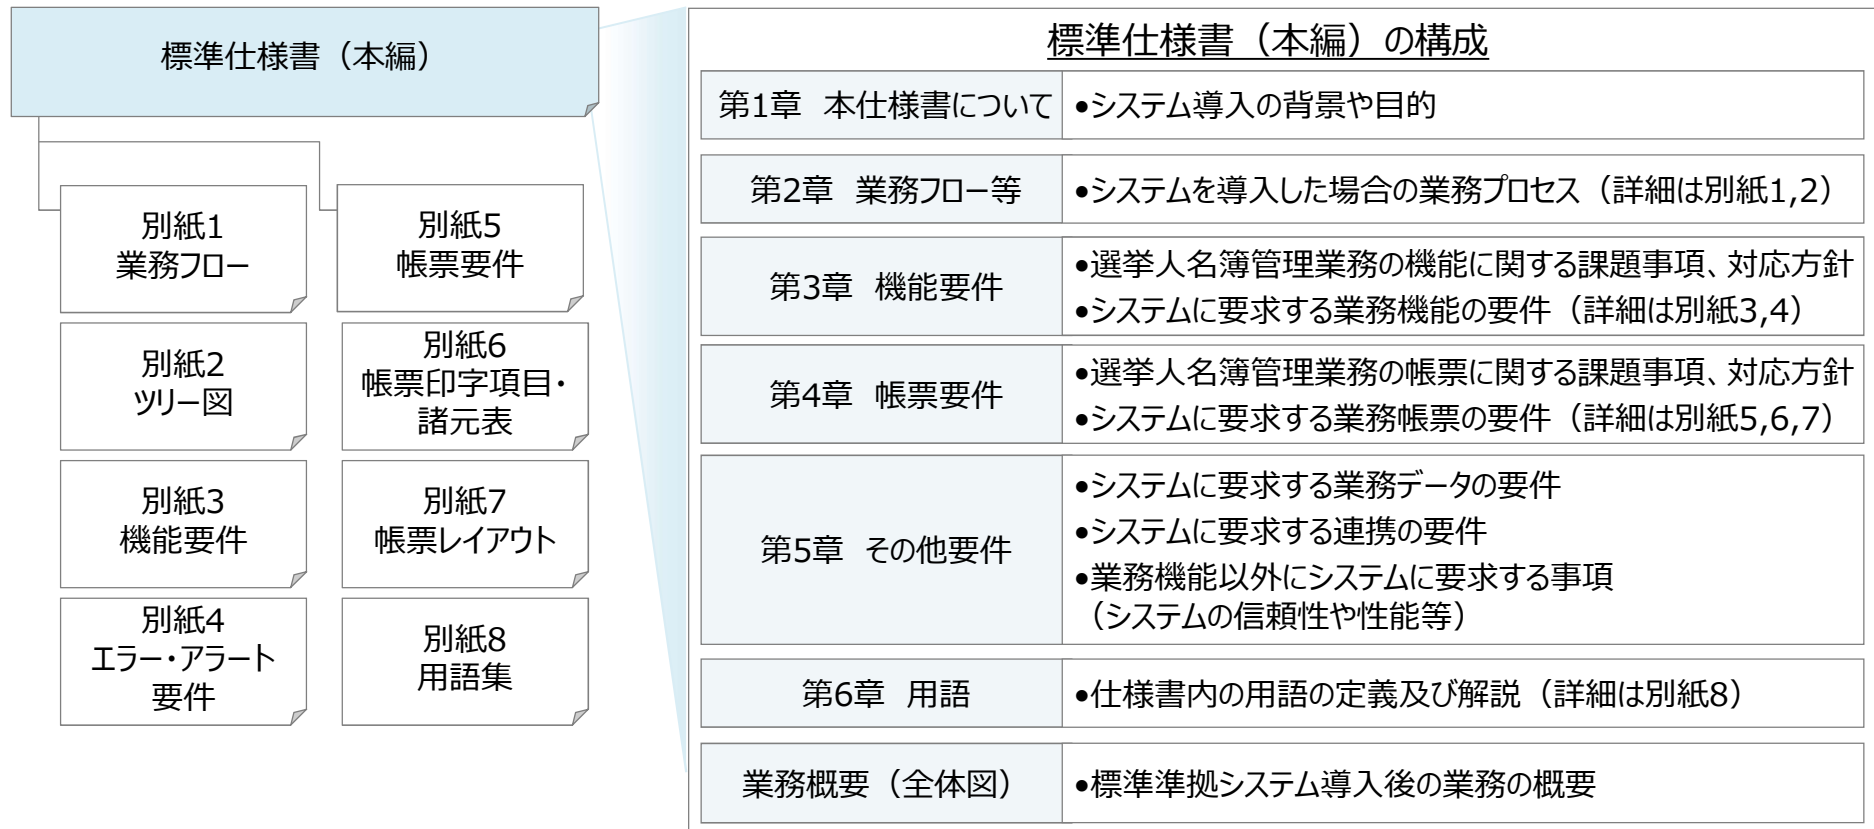 標準仕様書（本編）
別紙1
業務フロー
別紙5
帳票要件
別紙2
ツリー図
別紙6
帳票印字項目・
諸元表
別紙3
機能要件
別紙7
帳票レイアウト
別紙4
エラー・アラート
要件
別紙8
用語集
標準仕様書（本編）の構成
第1章　本仕様書について
•システム導入の背景や目的
第2章　業務フロー等
•システムを導入した場合の業務プロセス（詳細は別紙1,2）
第3章　機能要件
•選挙人名簿管理業務の機能に関する課題事項、対応方針
•システムに要求する業務機能の要件（詳細は別紙3,4）
第4章　帳票要件
•選挙人名簿管理業務の帳票に関する課題事項、対応方針
•システムに要求する業務帳票の要件（詳細は別紙5,6,7）
第5章　その他要件
•システムに要求する業務データの要件
•システムに要求する連携の要件
•業務機能以外にシステムに要求する事項
（システムの信頼性や性能等）
第6章　用語
•仕様書内の用語の定義及び解説（詳細は別紙8）
業務概要（全体図）
•標準準拠システム導入後の業務の概要